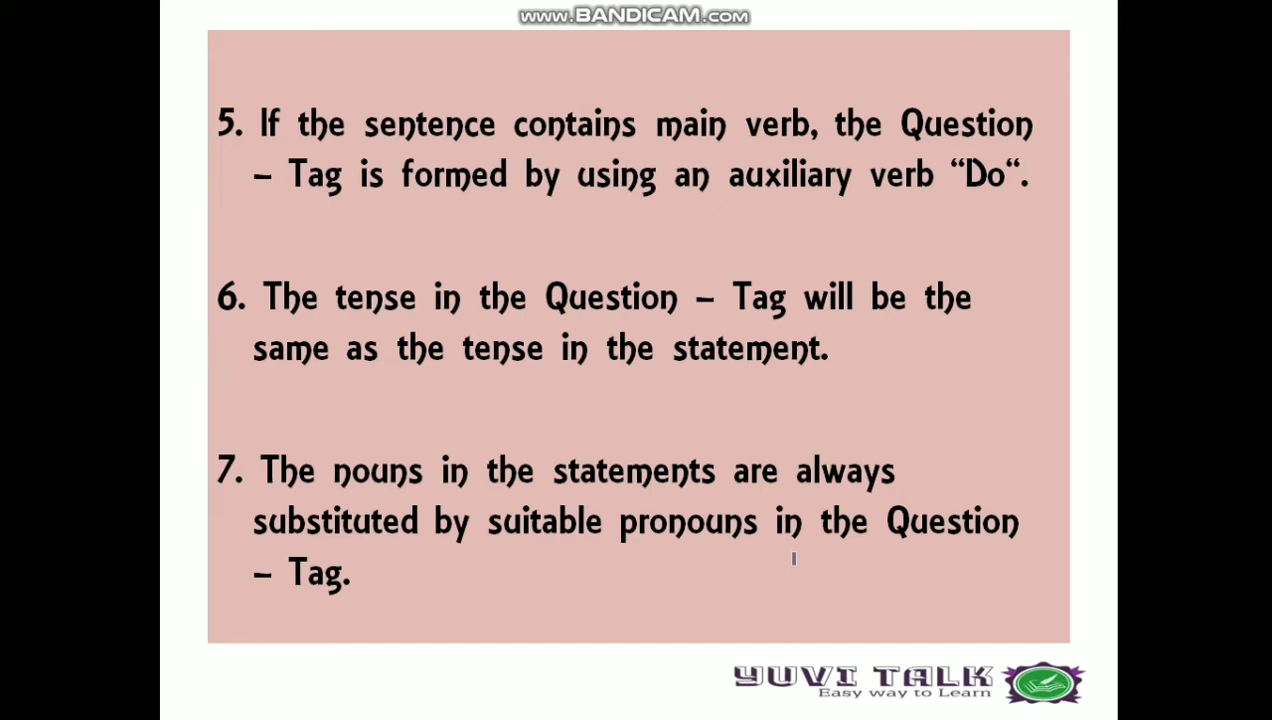 www.BANDICAM.com
5. If the sentence contains main verb, the Question
– Tag is formed by using an auxiliary verb “Do“.
6. The tense in the Question – Tag will be the
same as the tense in the statement.
7. The nouns in the statements are always
substituted by suitable pronouns in the Question
– Tag.
YUVI TALK
Easy way to Learn